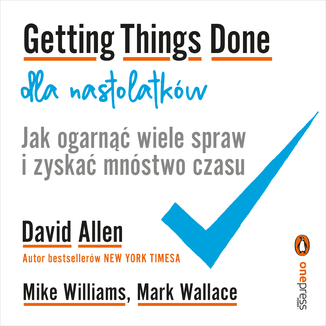 Getting Things Done
dla nastolatków
Jak ogarnąć wiele spraw
i zyskać mnóstwo czasu
David Allen
Autor bestsellerów NEW YORK TIMESA
Mike Williams, Mark Wallace
onepress